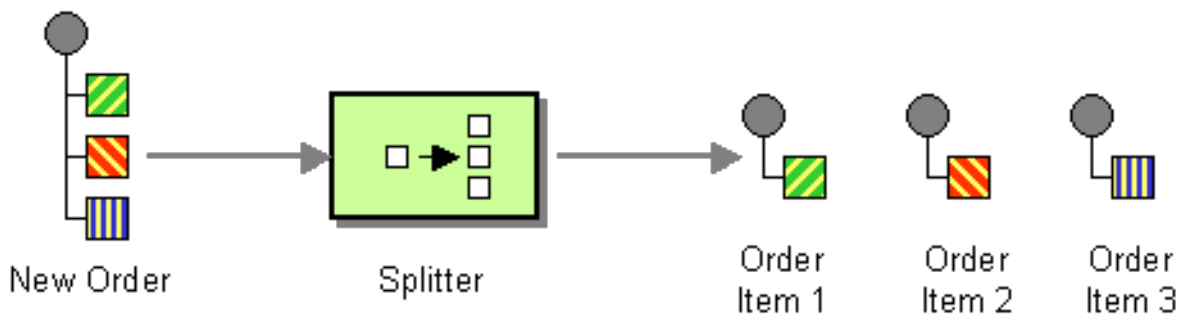 New Order
Splitter
Order
Item 1
Order
Item 2
Order
Item 3